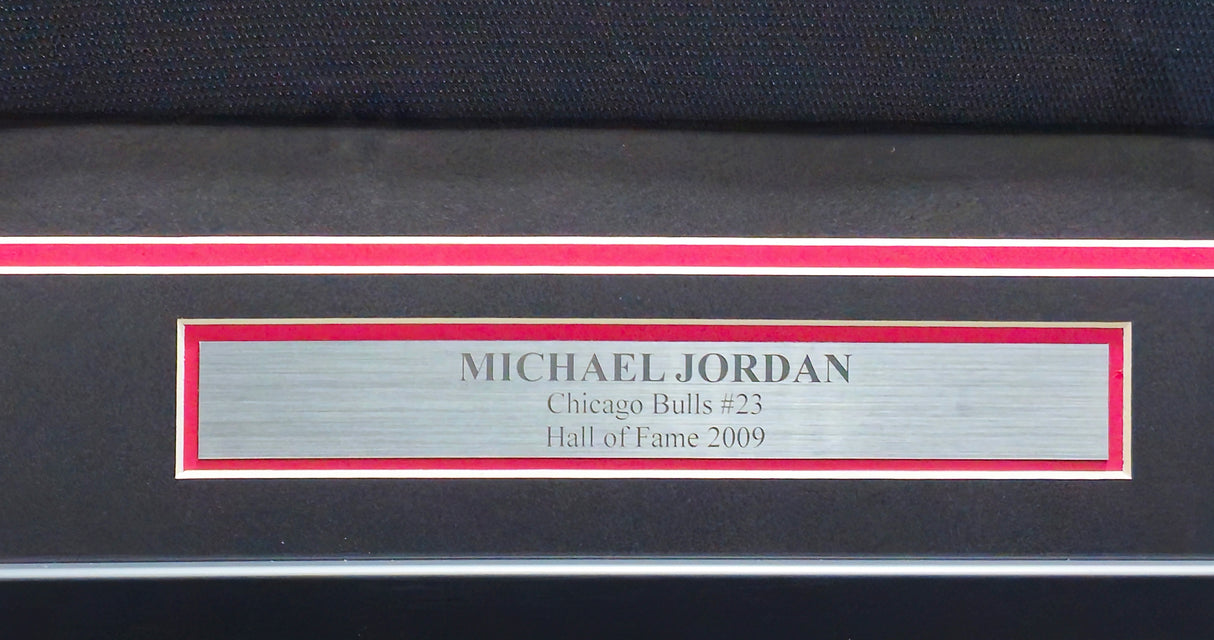 MICHAEL JORDAN
Chicago Bulls #23
Hall of Fame 2009